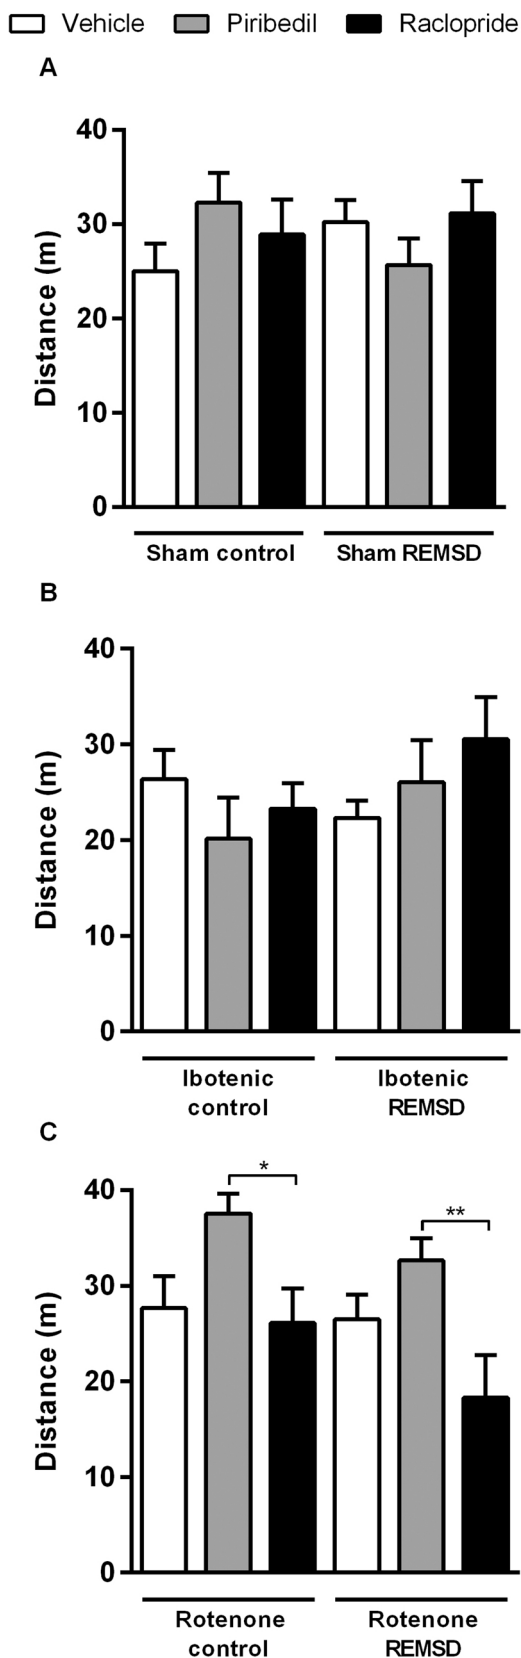 Vehicle Piribedil Raclopride
A
40
30
20
10
0
Distance (m)
Sham control Sham REMSD
B
40
30
20
10
0
Distance (m)
Ibotenic Ibotenic
control REMSD
C
* 
**
40
30
20
10
0
Distance (m)
Rotenone Rotenone
control REMSD